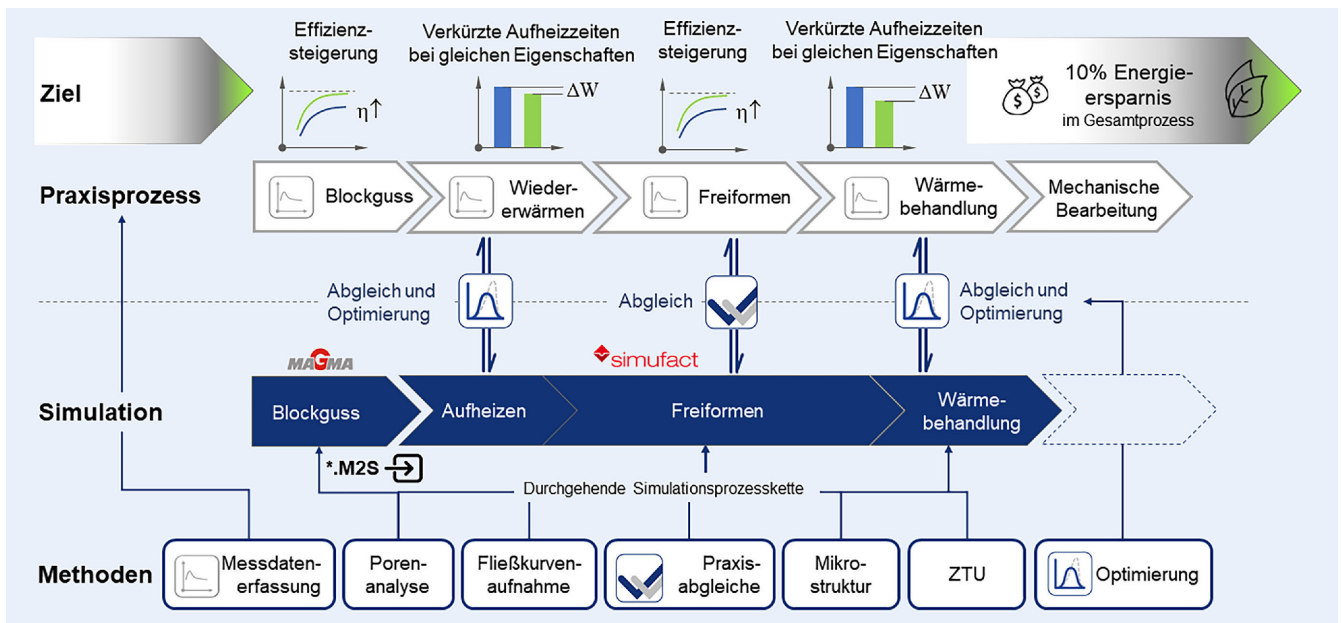 Ziel
Effizienz-
steigerung
η↑
Verkürzte Aufheizzeiten
bei gleichen Eigenschaften
ΔW
Effizienz-
steigerung
η↑
Verkürzte Aufheizzeiten
bei gleichen Eigenschaften
ΔW
$ $
10% Energie-
ersparnis
im Gesamtprozess
Praxisprozess
Blockguss
Wieder-
erwärmen
Freiformen
Wärme-
behandlung
Mechanische
Bearbeitung
Abgleich und
Optimierung
Abgleich
Abgleich und
Optimierung
MAGMA
simufact
Simulation
Blockguss
Aufheizen
Freiformen
Wärme-
behandlung
*.M2S
Durchgehende Simulationsprozesskette
Methoden
Messdaten-
erfassung
Poren-
analyse
Fließkurven-
aufnahme
Praxis-
abgleiche
Mikro-
struktur
ZTU
Optimierung